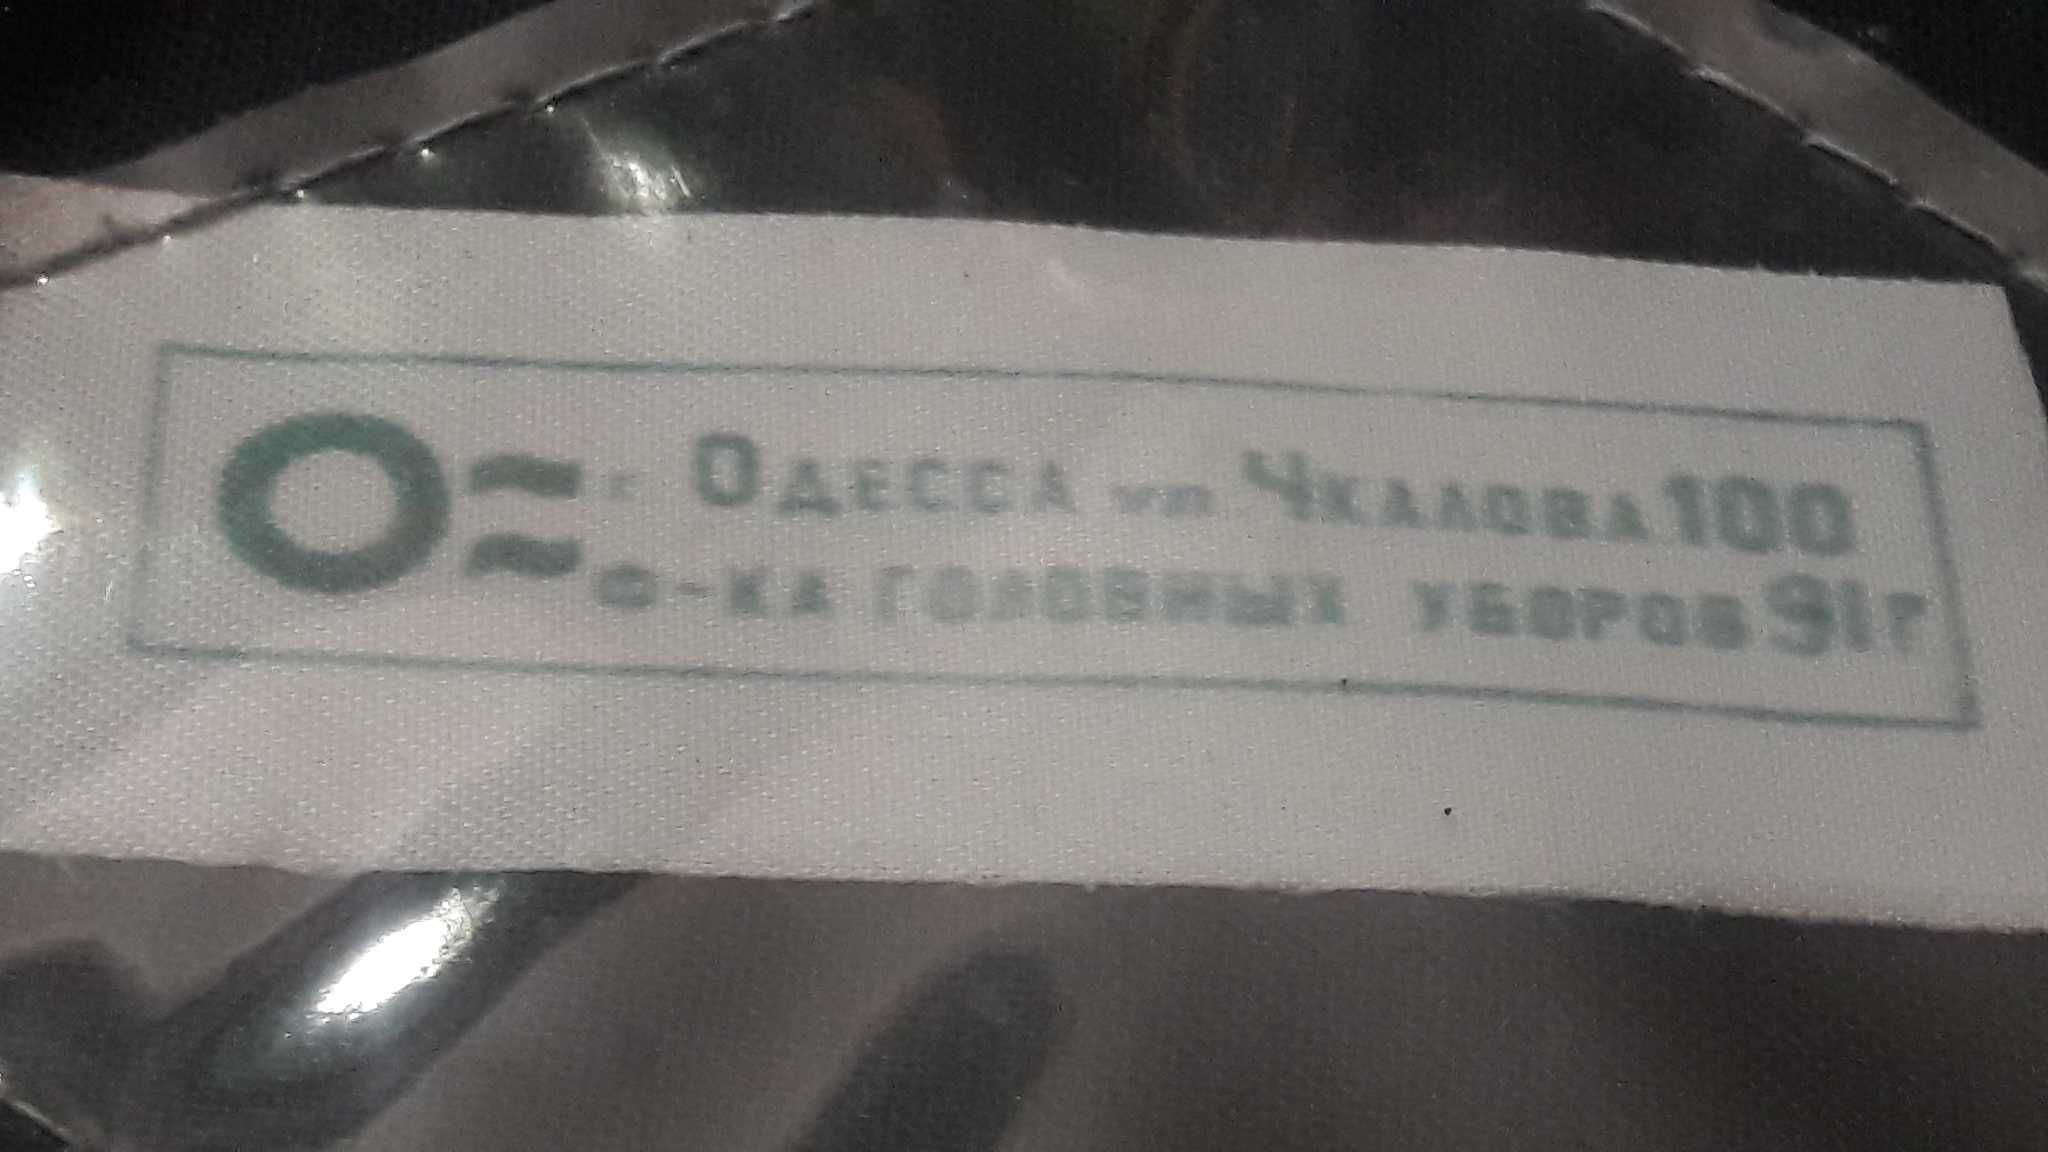 г. Одесса ул Чкалова 100
ф-ка головных уборов 91г